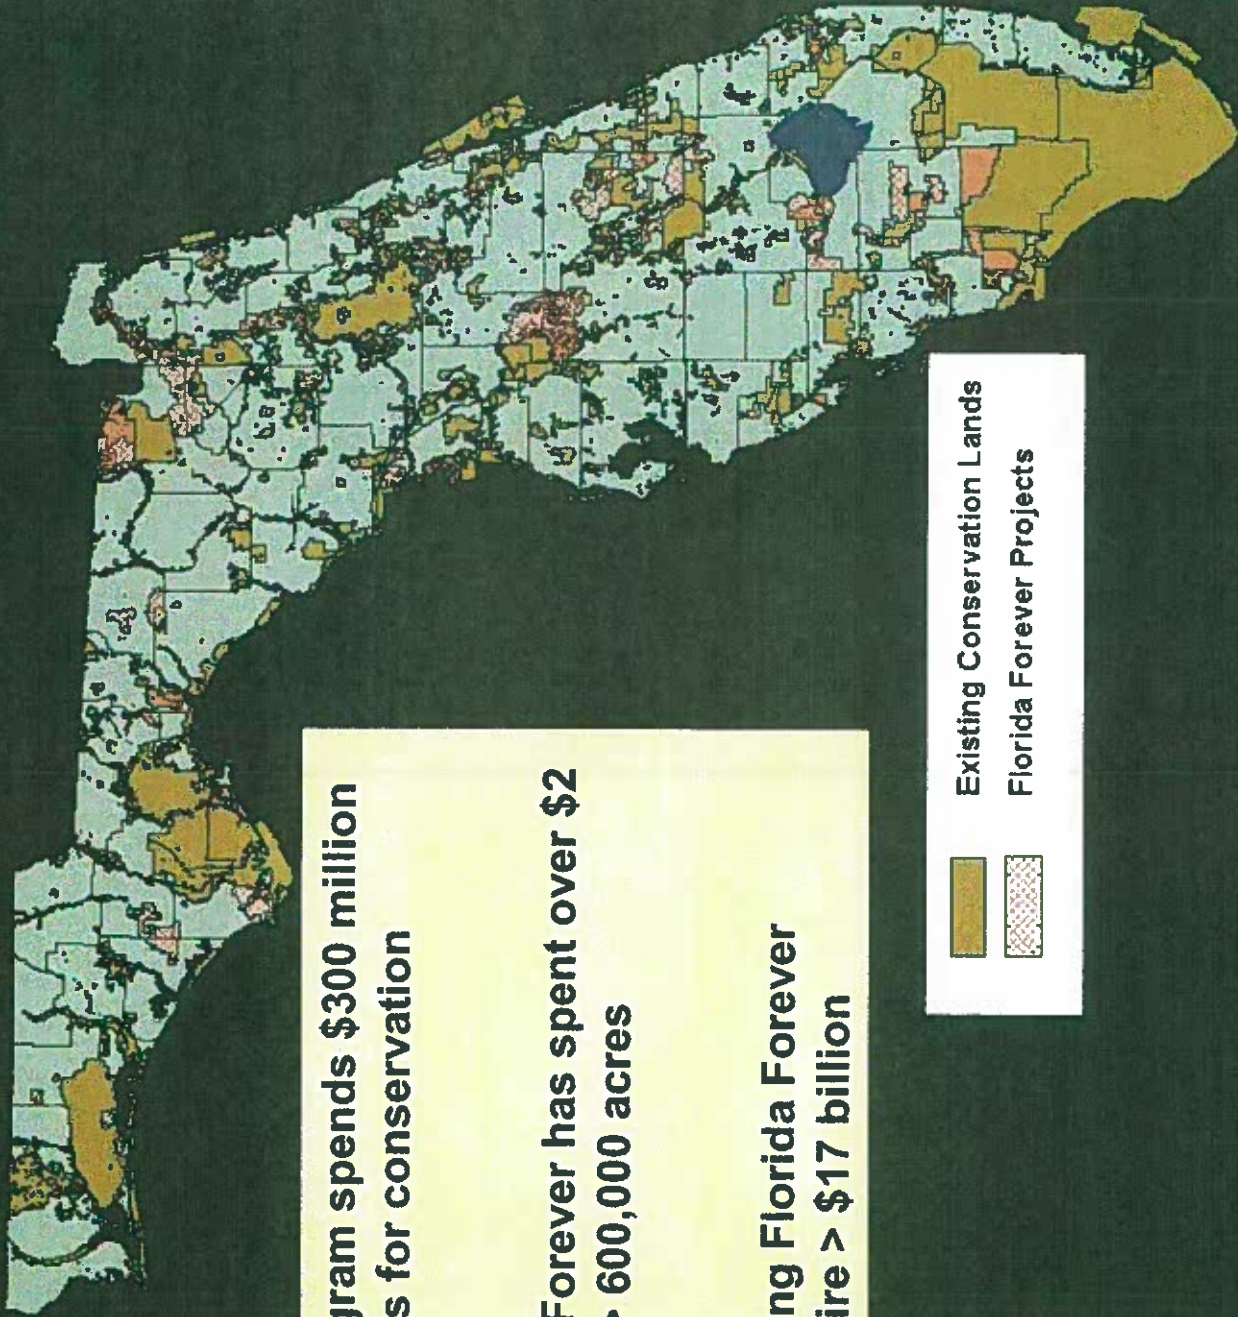 gram spends $300 million
s for conservation
Forever has spent over $2
600,000 acres
ng Florida Forever
ire > $17 billion
Existing Conservation Lands
Florida Forever Projects